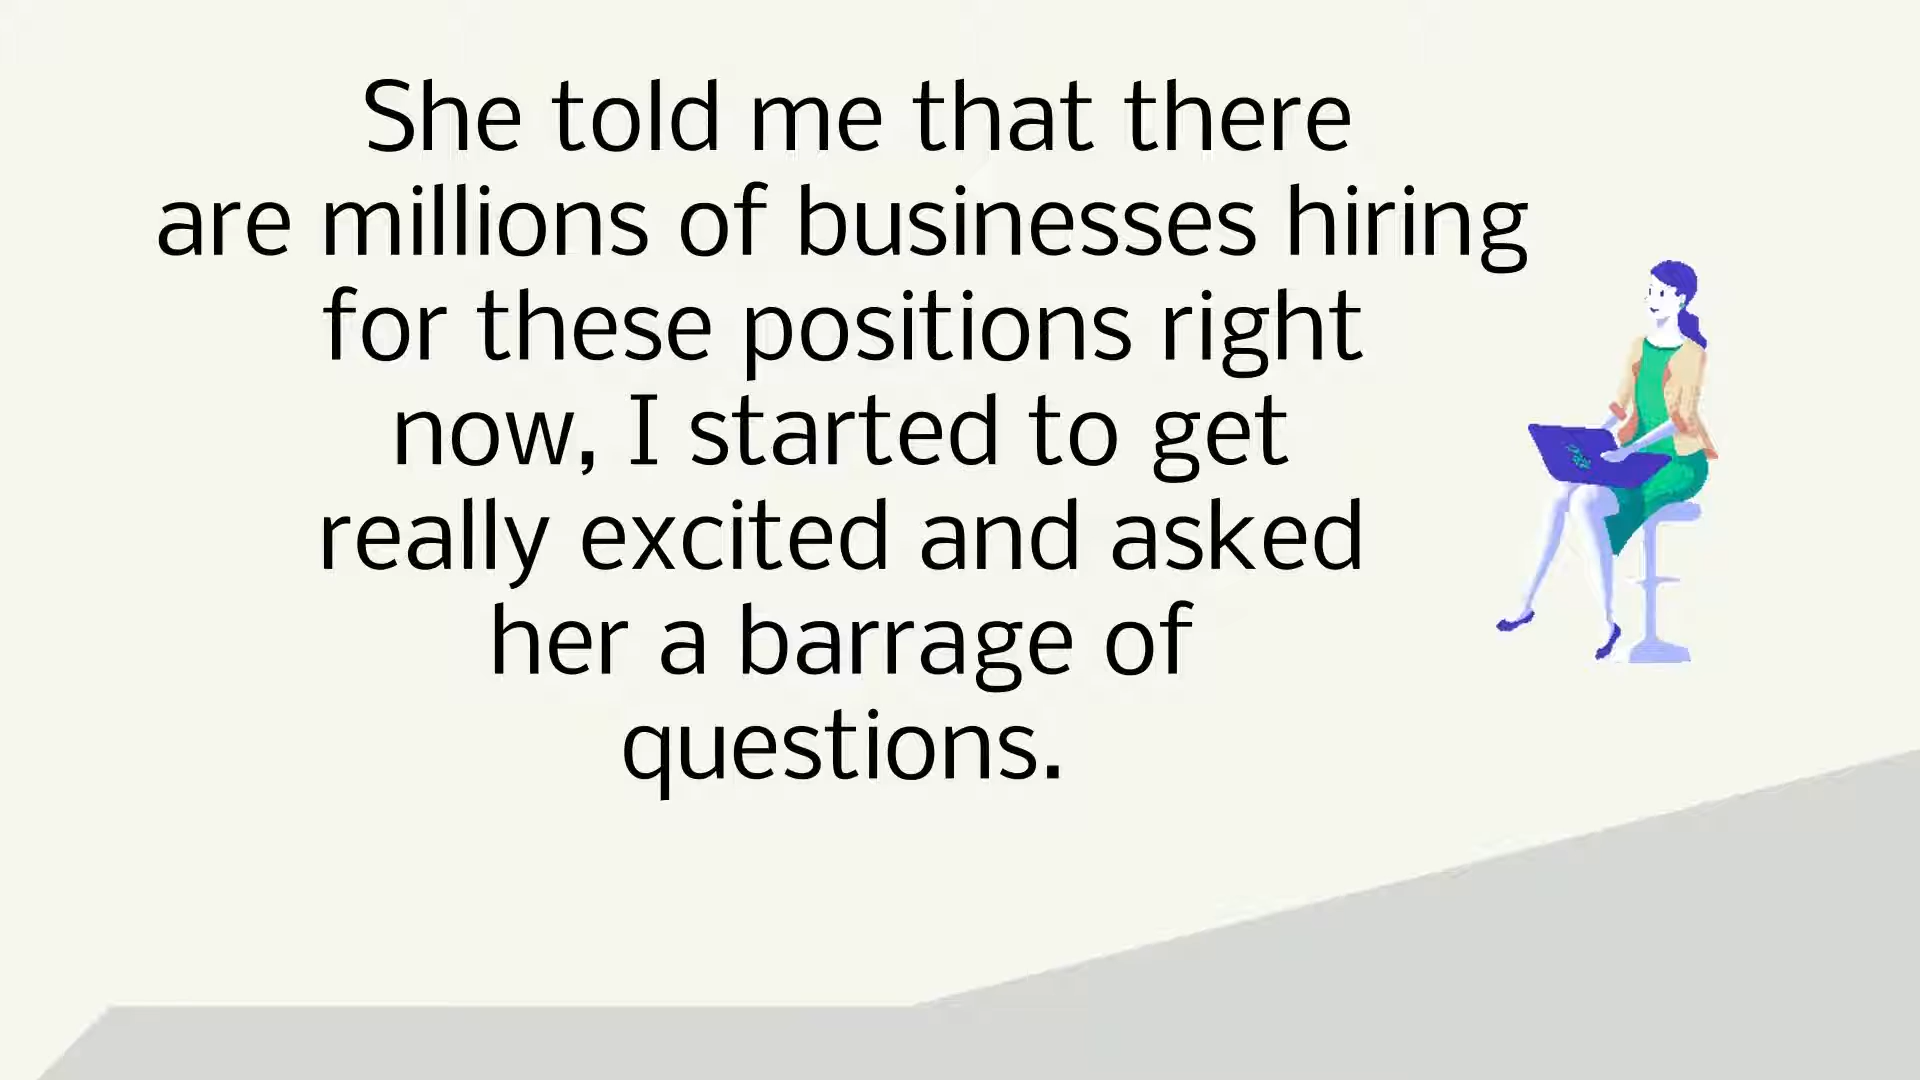 She told me that there
are millions of businesses hiring
for these positions right
now, I started to get
really excited and asked
her a barrage of
questions.